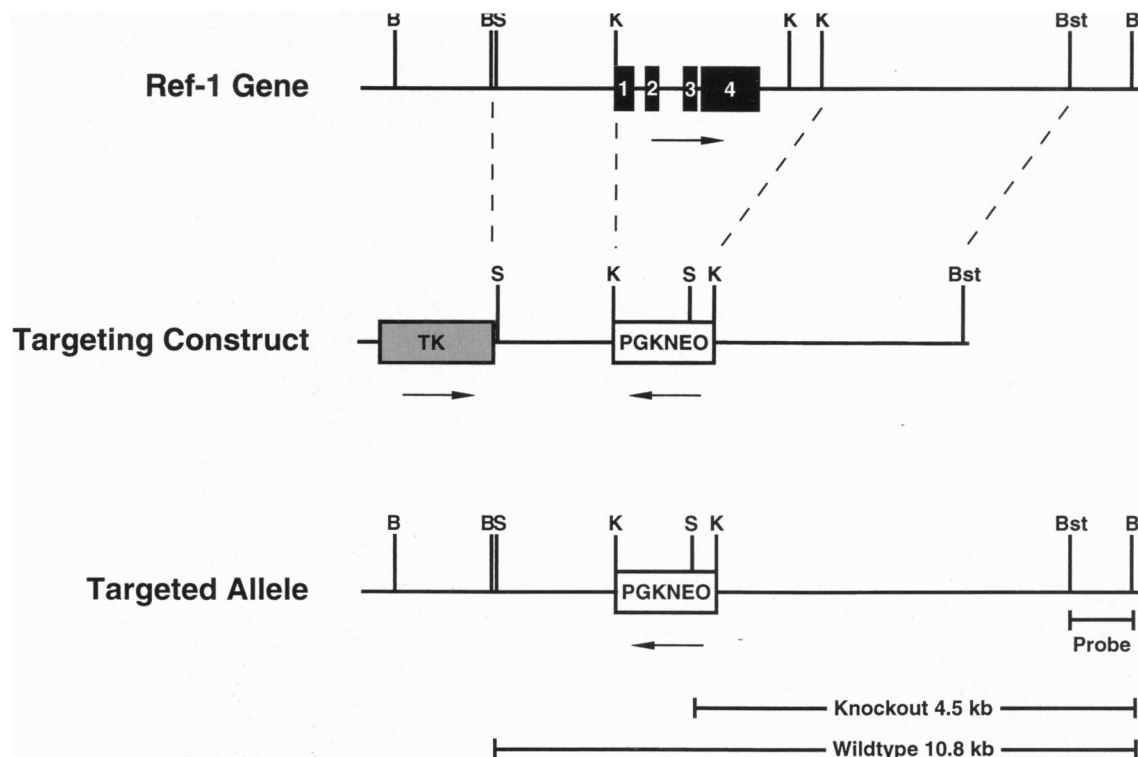 B BS K K K Bst B
Ref-1 Gene 1 2 3 4
S K S K Bst
Targeting Construct TK PGKNEO
B BS K S K Bst B
Targeted Allele PGKNEO
Probe
Knockout 4.5 kb
Wildtype 10.8 kb